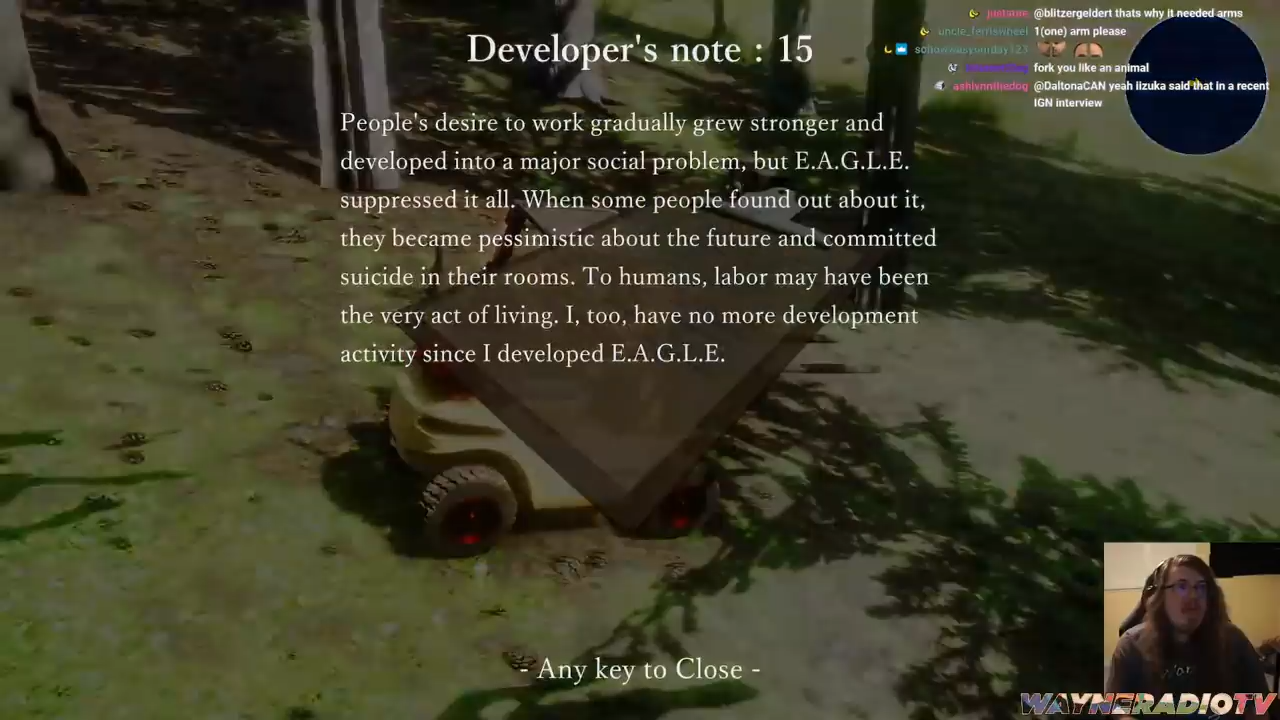 Developer's note : 15
People's desire to work gradually grew stronger and
developed into a major social problem, but E.A.G.L.E.
suppressed it all. When some people found out about it,
they became pessimistic about the future and committed
suicide in their rooms. To humans, labor may have been
the very act of living. I, too, have no more development
activity since I developed E.A.G.L.E.
- Any key to Close -
justanie @blitzergeldert thats why it needed arms
uncle_ferriswheel 1(one) arm please
sohowwasyourday123
fork you like an animal
ashlynnthedog @DaltonaCAN yeah Iizuka said that in a recent
IGN interview
WAYNERADIOTV